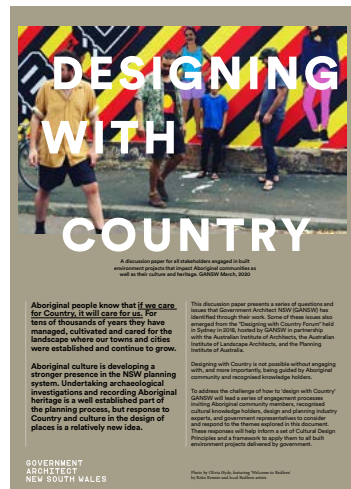 DESIGNING
WITH
COUNTRY
A discussion paper for all stakeholders engaged in built
environment projects that impact Aboriginal communities as
well as their culture and heritage. GANSW March, 2020
Aboriginal people know that if we care
for Country, it will care for us. For
tens of thousands of years they have
managed, cultivated and cared for the
landscape where our towns and cities
were established and continue to grow.
Aboriginal culture is developing a
stronger presence in the NSW planning
system. Undertaking archaeological
investigations and recording Aboriginal
heritage is a well established part of
the planning process, but response to
Country and culture in the design of
places is a relatively new idea.
This discussion paper presents a series of questions and
issues that Government Architect NSW (GANSW) has
identified through their work. Some of these issues also
emerged from the "Designing with Country Forum" held
in Sydney in 2018, hosted by GANSW in partnership
with the Australian Institute of Architects, the Australian
Institute of Landscape Architects, and the Planning
Institute of Australia.
Designing with Country is not possible without engaging
with, and more importantly, being guided by Aboriginal
community and recognised knowledge holders.
To address the challenge of how to 'design with Country'
GANSW will lead a series of engagement processes
inviting Aboriginal community members, recognised
cultural knowledge holders, design and planning industry
experts, and government representatives to consider
and respond to the themes explored in this document.
These responses will help inform a set of Cultural Design
Principles and a framework to apply them to all built
environment projects delivered by government.
GOVERNMENT
ARCHITECT
NEW SOUTH WALES
Photo by Olivia Hyde, featuring 'Welcome to Redfern'
by Reko Rennie and local Redfern artists